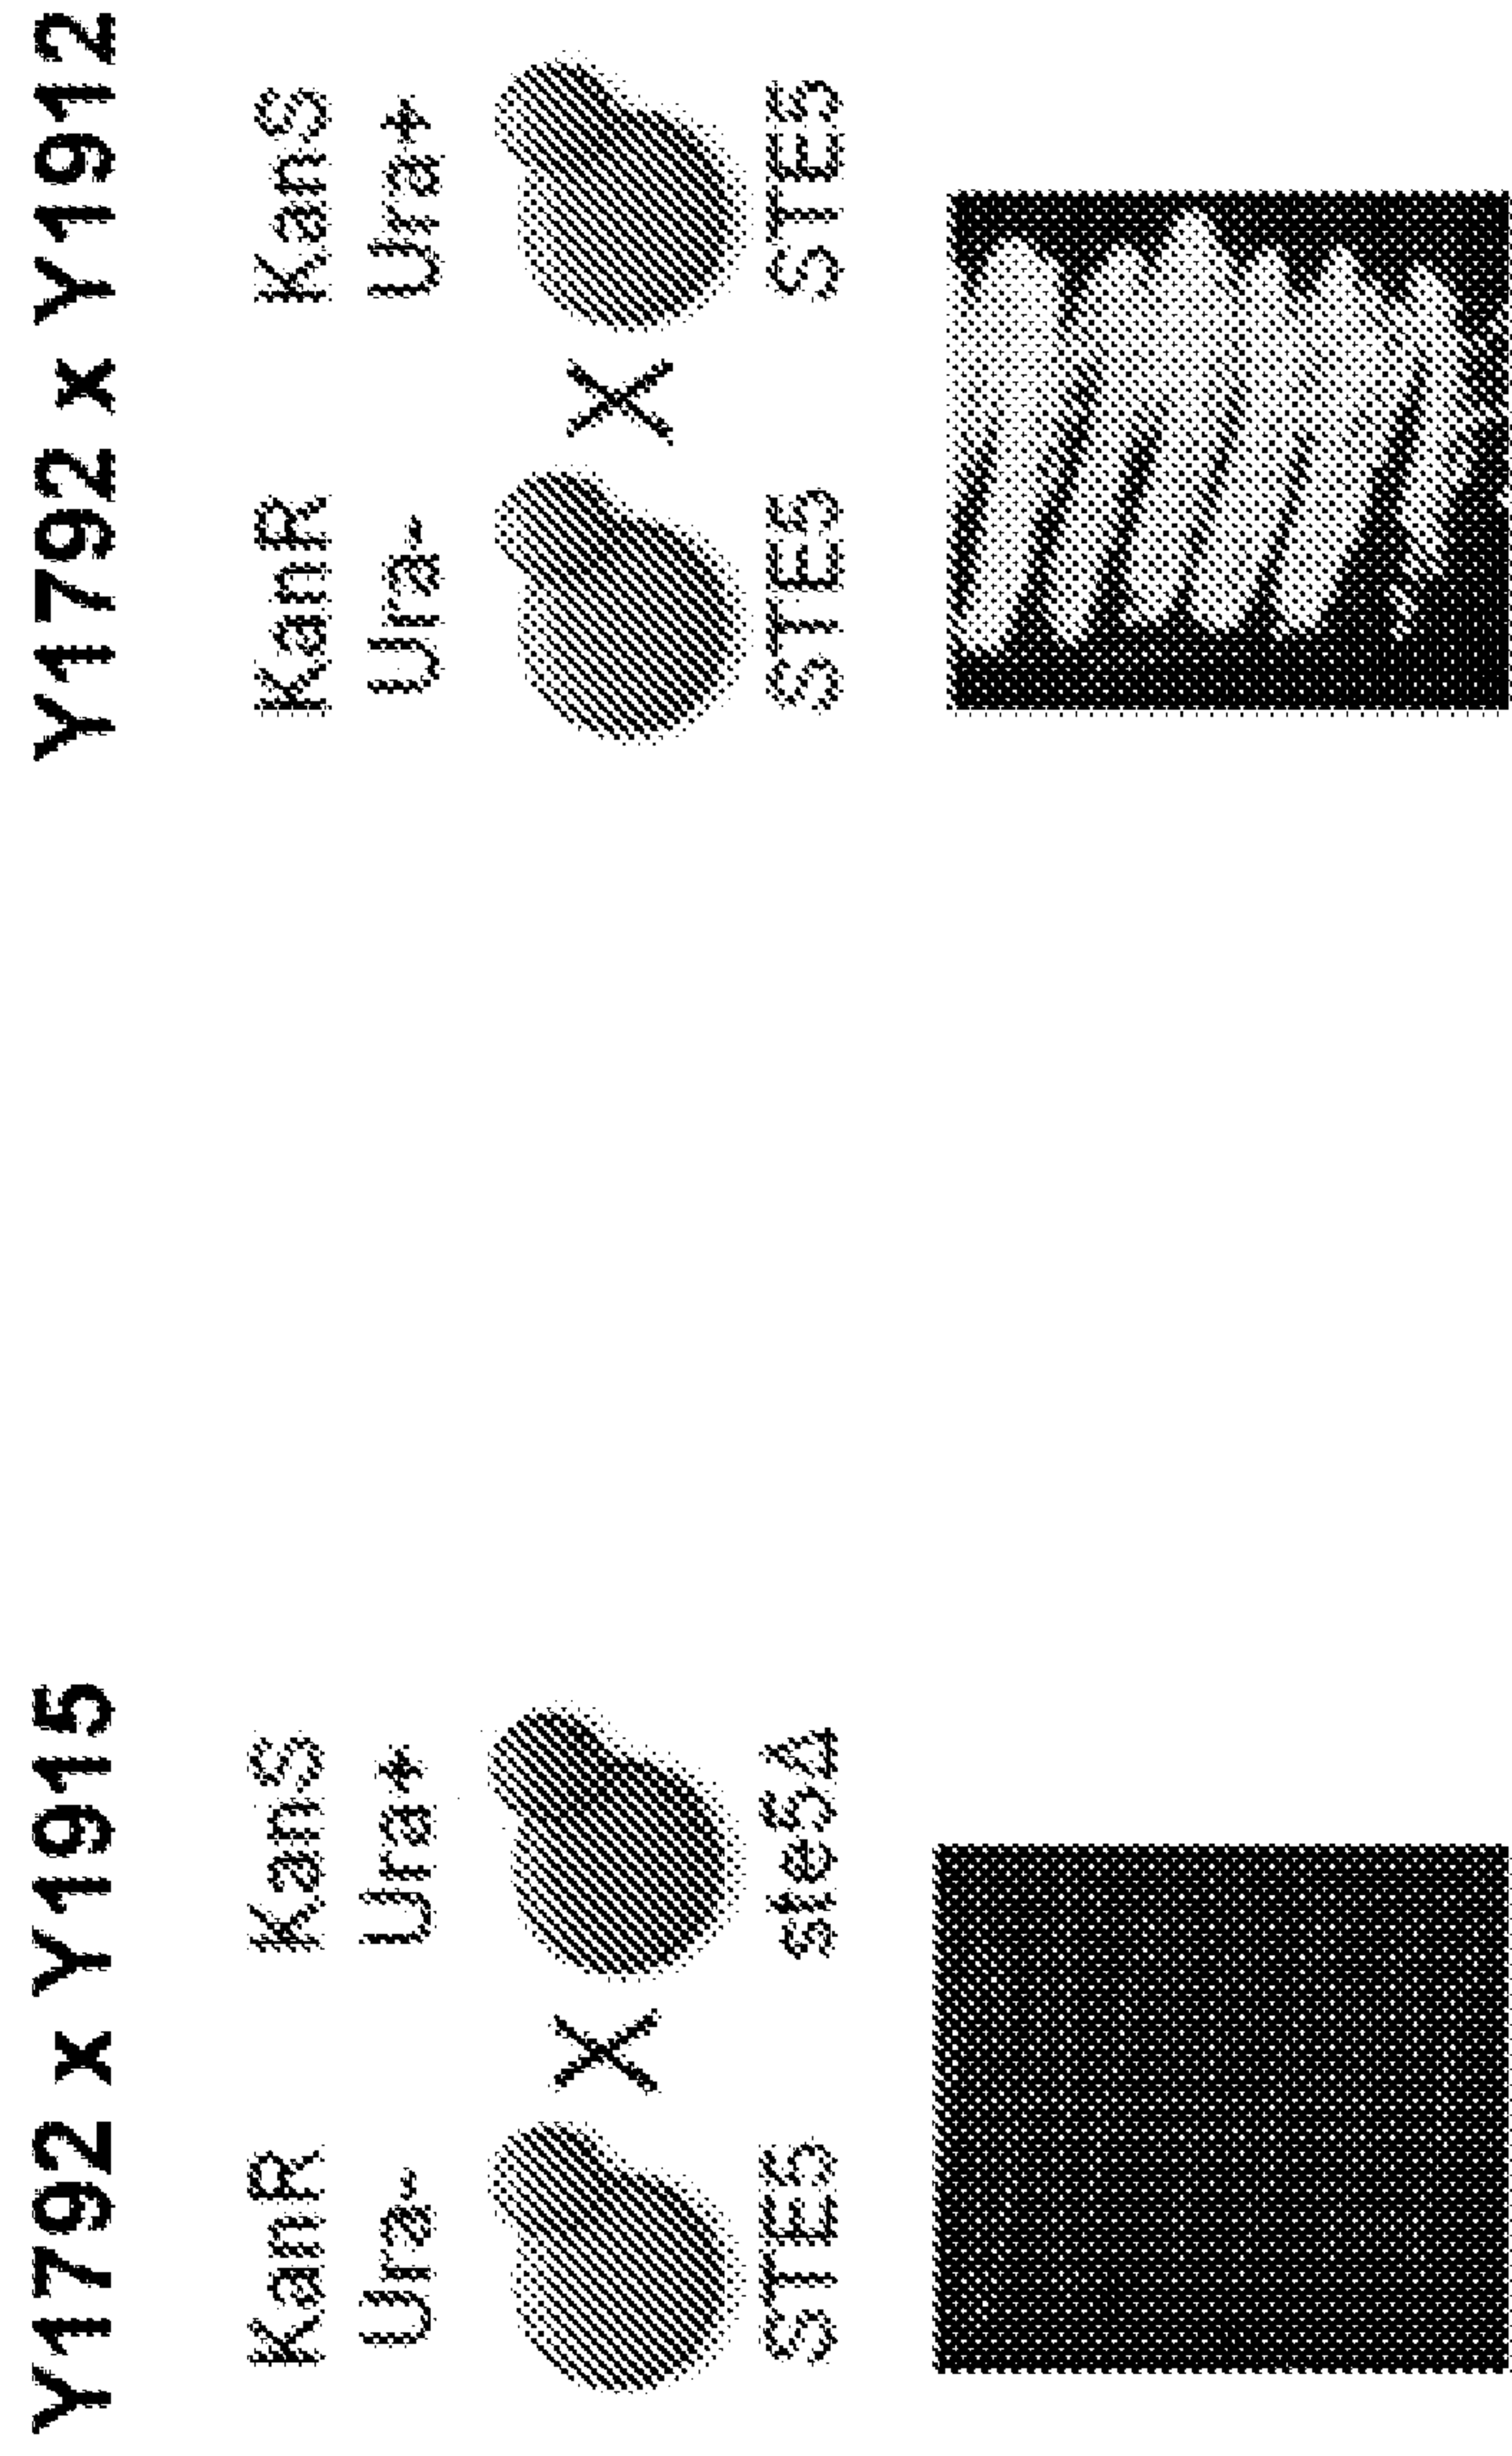 Y1792 x Y1915
KanR KanS
Ura- Ura+
X
STE5 ste5Δ
Y1792 x Y1912
KanR KanS
Ura- Ura+
X
STE5 STE5